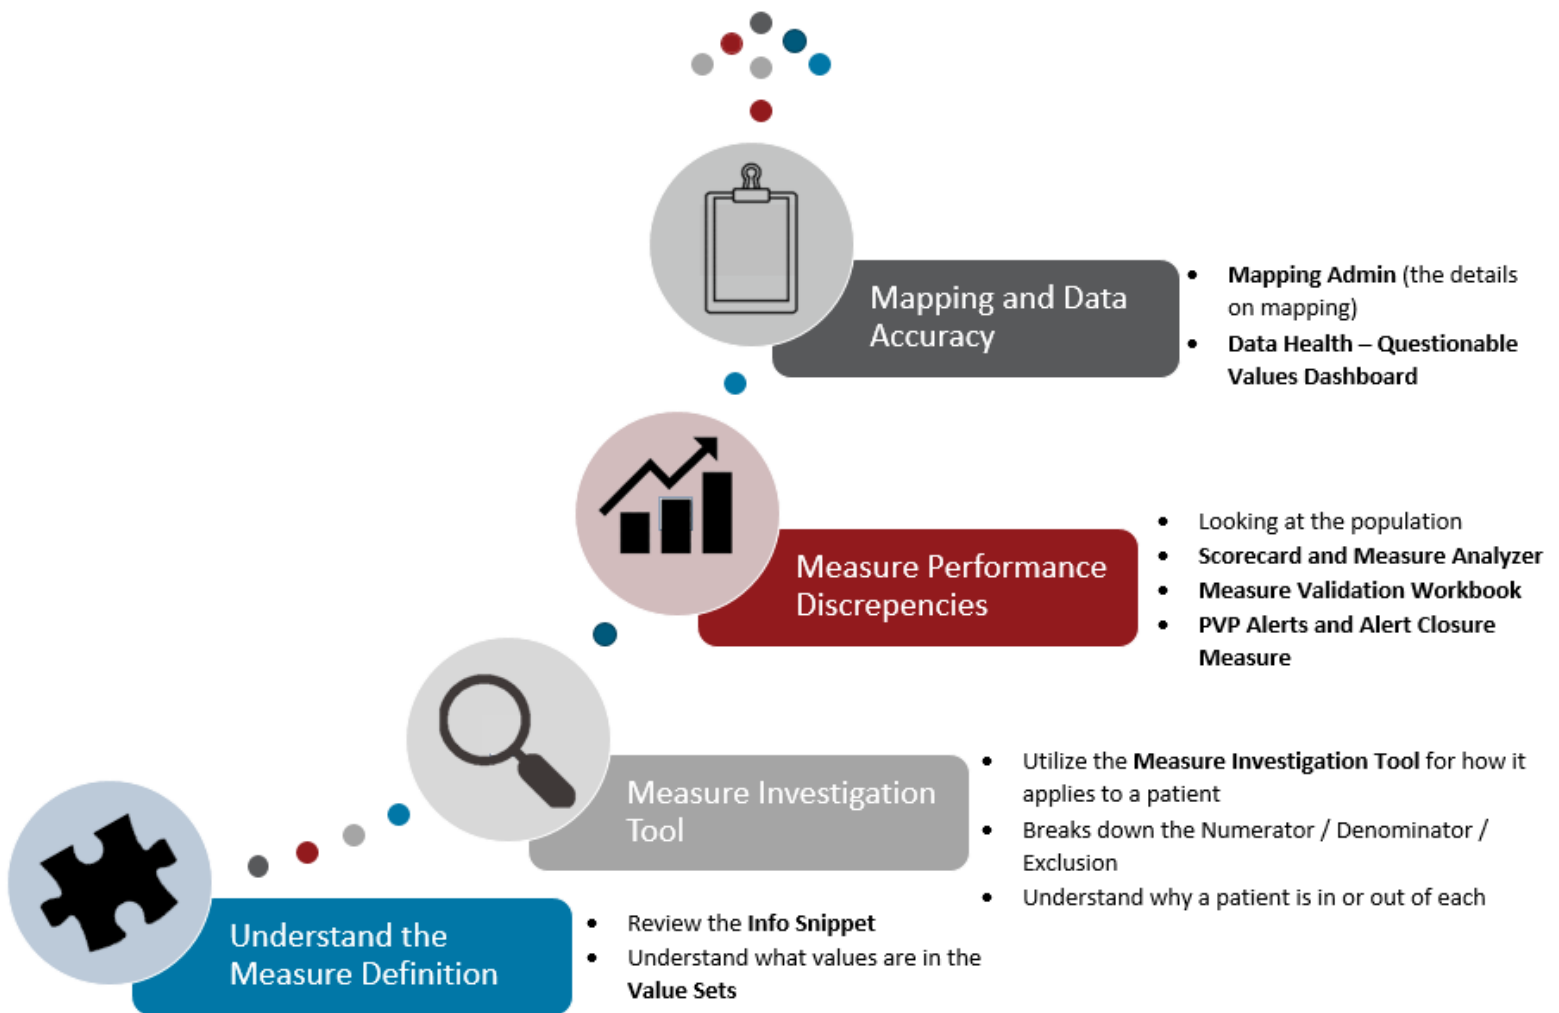 Mapping and Data
Accuracy
• Mapping Admin (the details
on mapping)
• Data Health – Questionable
Values Dashboard
Measure Performance
Discrepencies
• Looking at the population
• Scorecard and Measure Analyzer
• Measure Validation Workbook
• PVP Alerts and Alert Closure
Measure
Measure Investigation
Tool
• Utilize the Measure Investigation Tool for how it
applies to a patient
• Breaks down the Numerator / Denominator /
Exclusion
• Understand why a patient is in or out of each
Understand the
Measure Definition
• Review the Info Snippet
• Understand what values are in the
Value Sets